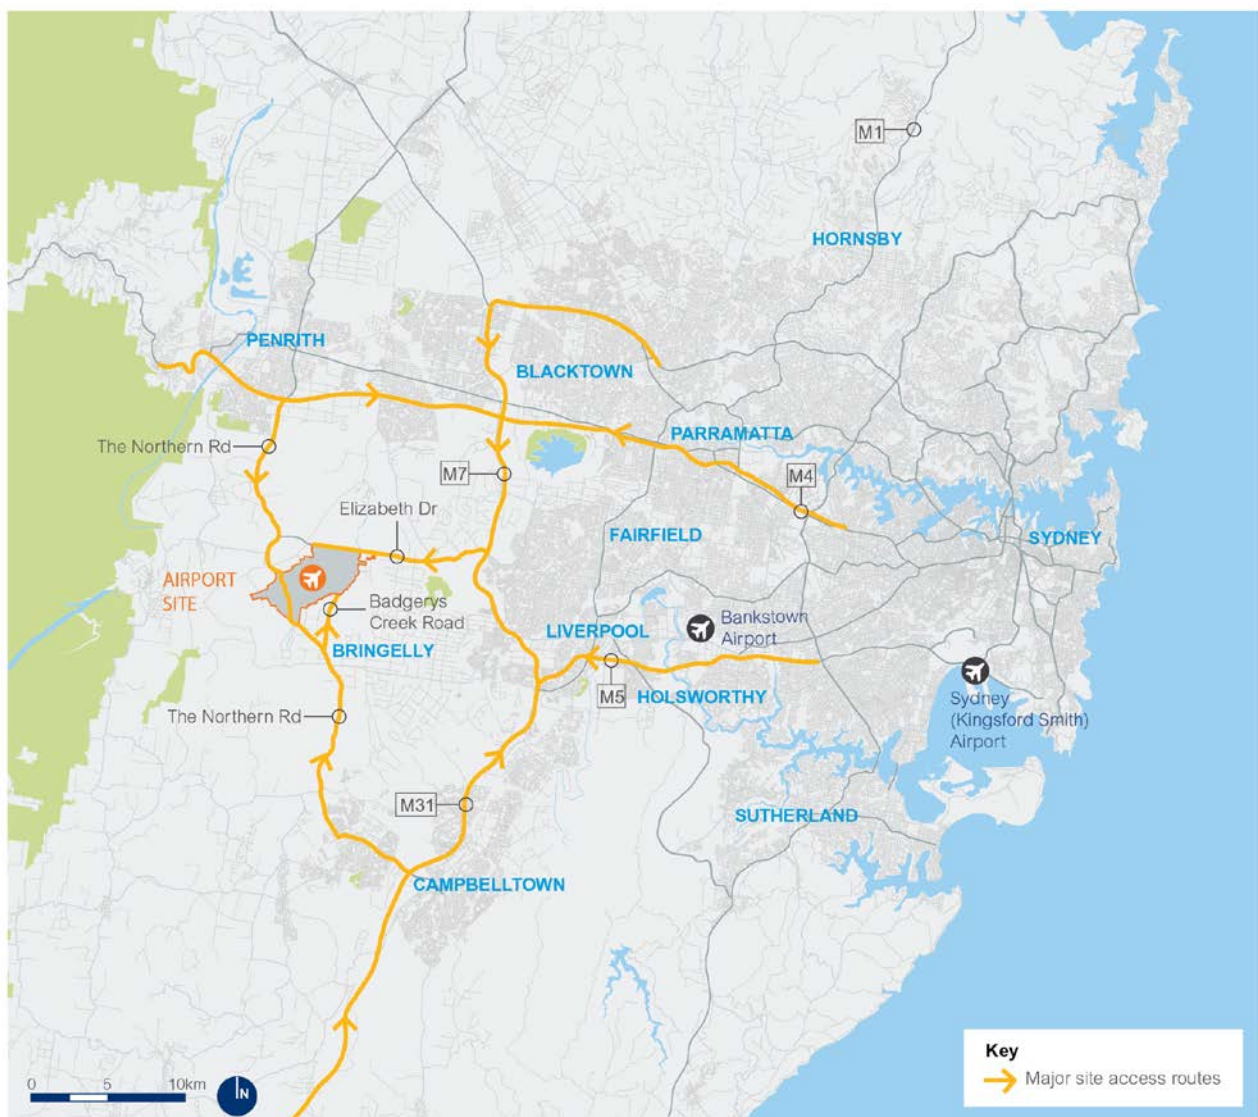 M1
HORNSBY
PENRITH
BLACKTOWN
The Northern Rd
PARRAMATTA
M7
M4
Elizabeth Dr
FAIRFIELD
SYDNEY
AIRPORT
SITE
Badgerys
Creek Road
Bankstown
Airport
LIVERPOOL
BRINGELLY
M5
HOLSWORTHY
Sydney
(Kingsford Smith)
Airport
The Northern Rd
M31
SUTHERLAND
CAMPBELLTOWN
Key
Major site access routes
0 5 10km
N